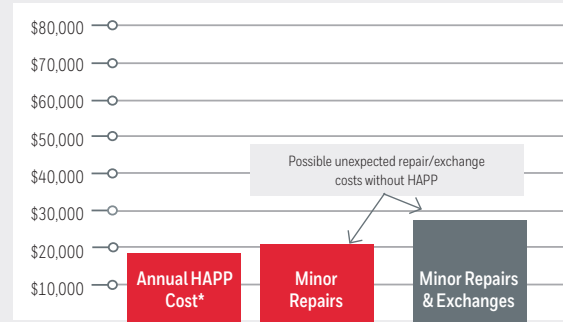 $80,000
$70,000
$60,000
$50,000
$40,000
$30,000
$20,000
$10,000
Possible unexpected repair/exchange
costs without HAPP
Annual HAPP
Cost*
Minor
Repairs
Minor Repairs
& Exchanges